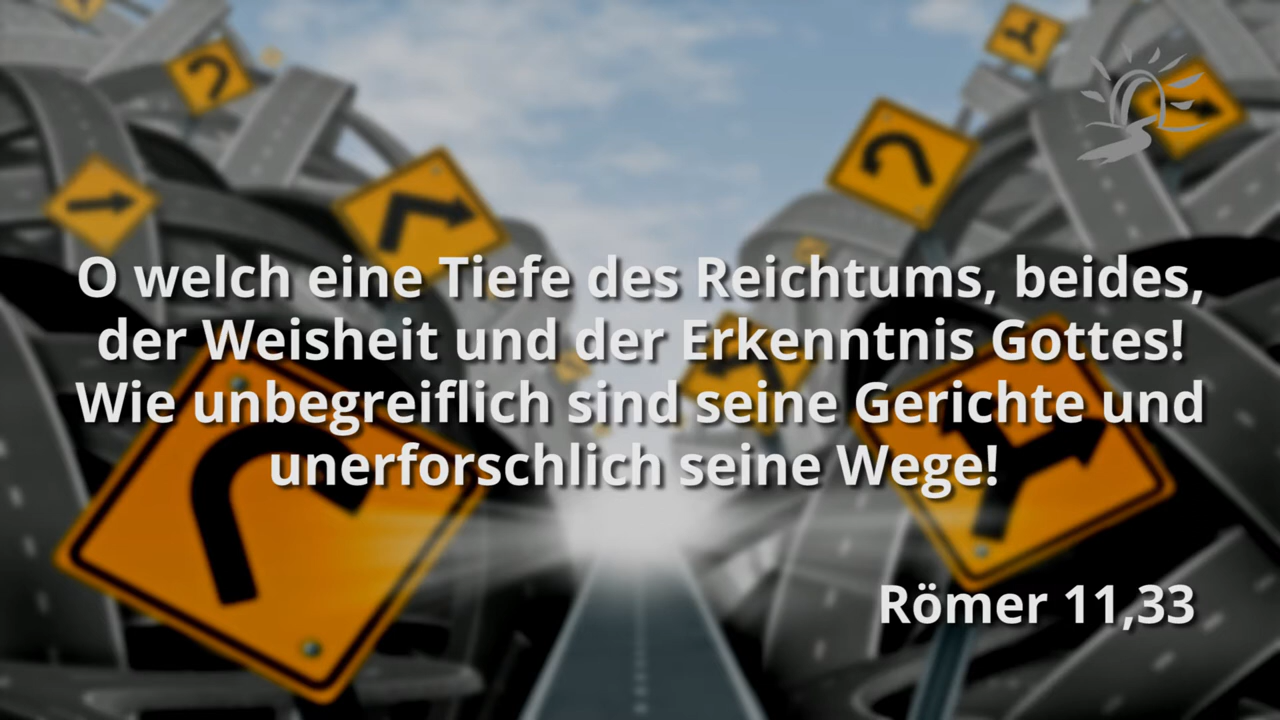 O welch eine Tiefe des Reichtums, beides,
der Weisheit und der Erkenntnis Gottes!
Wie unbegreiflich sind seine Gerichte und
unerforschlich seine Wege!
Römer 11,33